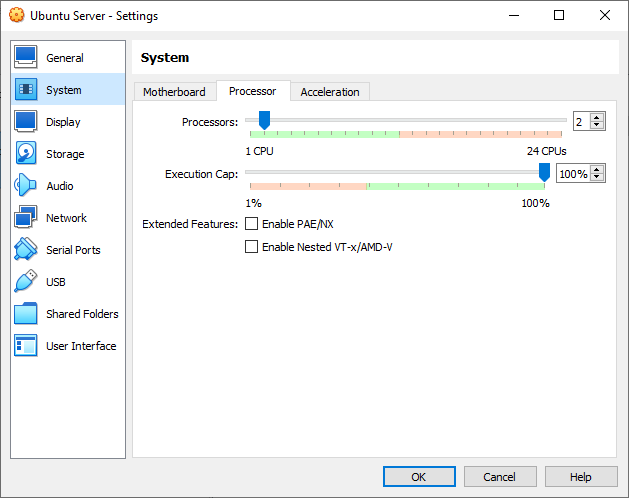 Ubuntu Server - Settings
General
System
Display
Storage
Audio
Network
Serial Ports
USB
Shared Folders
User Interface
System
Motherboard Processor Acceleration
Processors: 2
1 CPU 24 CPUs
Execution Cap: 100%
1% 100%
Extended Features: Enable PAE/NX
Enable Nested VT-x/AMD-V
OK Cancel Help